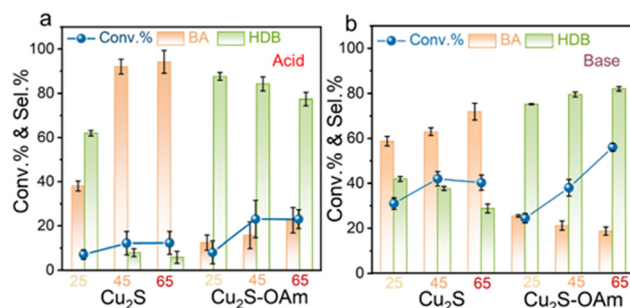 a
Conv.% BA HDB
Acid
Conv.% & Sel.%
100
80
60
40
20
0
25 45 65 25 45 65
Cu₂S Cu₂S-OAm
b
Conv.% BA HDB
Base
Conv.% & Sel.%
100
80
60
40
20
0
25 45 65 25 45 65
Cu₂S Cu₂S-OAm